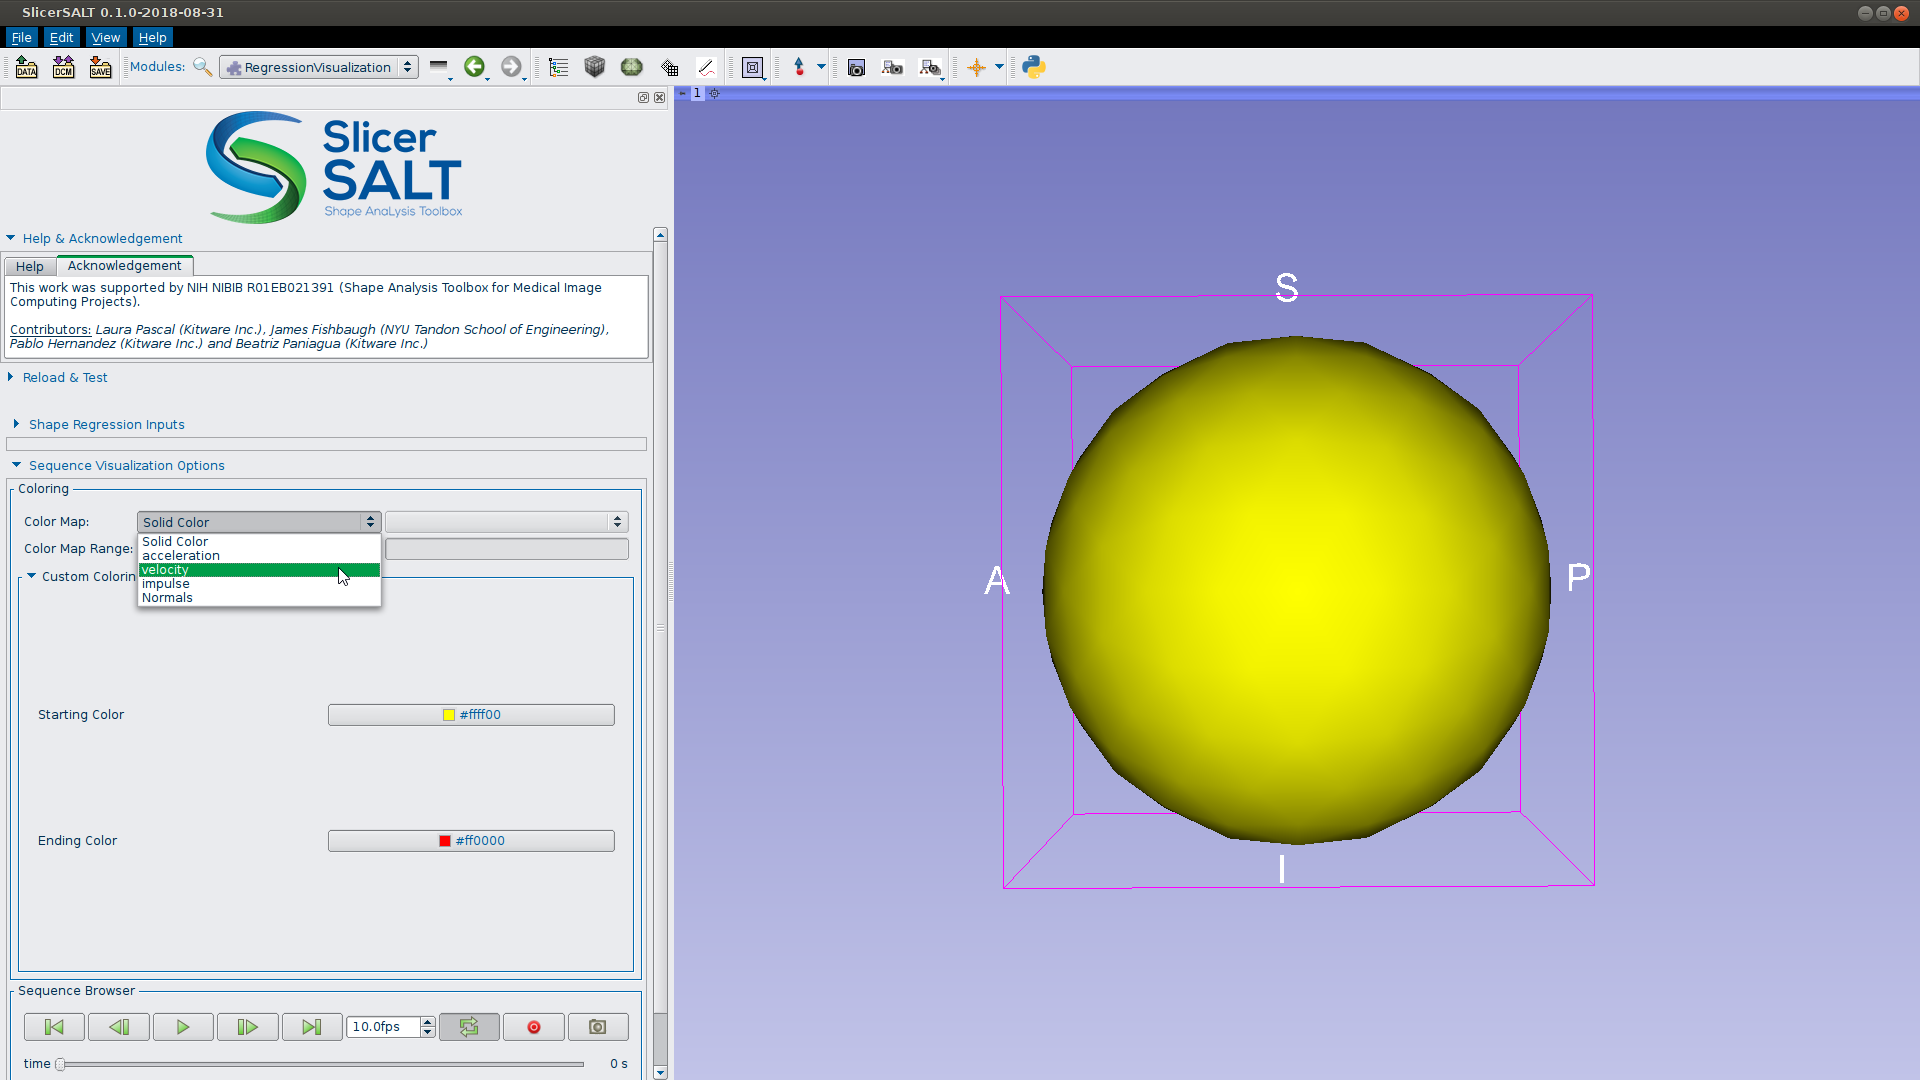 SlicerSALT 0.1.0-2018-08-31
File Edit View Help
DATA DCM SAVE Modules: RegressionVisualization
1
Slicer
SALT
Shape AnaLysis Toolbox
Help & Acknowledgement
Help Acknowledgement
This work was supported by NIH NIBIB R01EB021391 (Shape Analysis Toolbox for Medical Image
Computing Projects).
Contributors: Laura Pascal (Kitware Inc.), James Fishbaugh (NYU Tandon School of Engineering),
Pablo Hernandez (Kitware Inc.) and Beatriz Paniagua (Kitware Inc.)
Reload & Test
Shape Regression Inputs
Sequence Visualization Options
Coloring
Color Map: Solid Color
Solid Color
Color Map Range:
acceleration
velocity
Custom Colorin
impulse
Normals
Starting Color #ffff00
Ending Color #ff0000
Sequence Browser
10.0fps
time 0 s
S
A
P
I